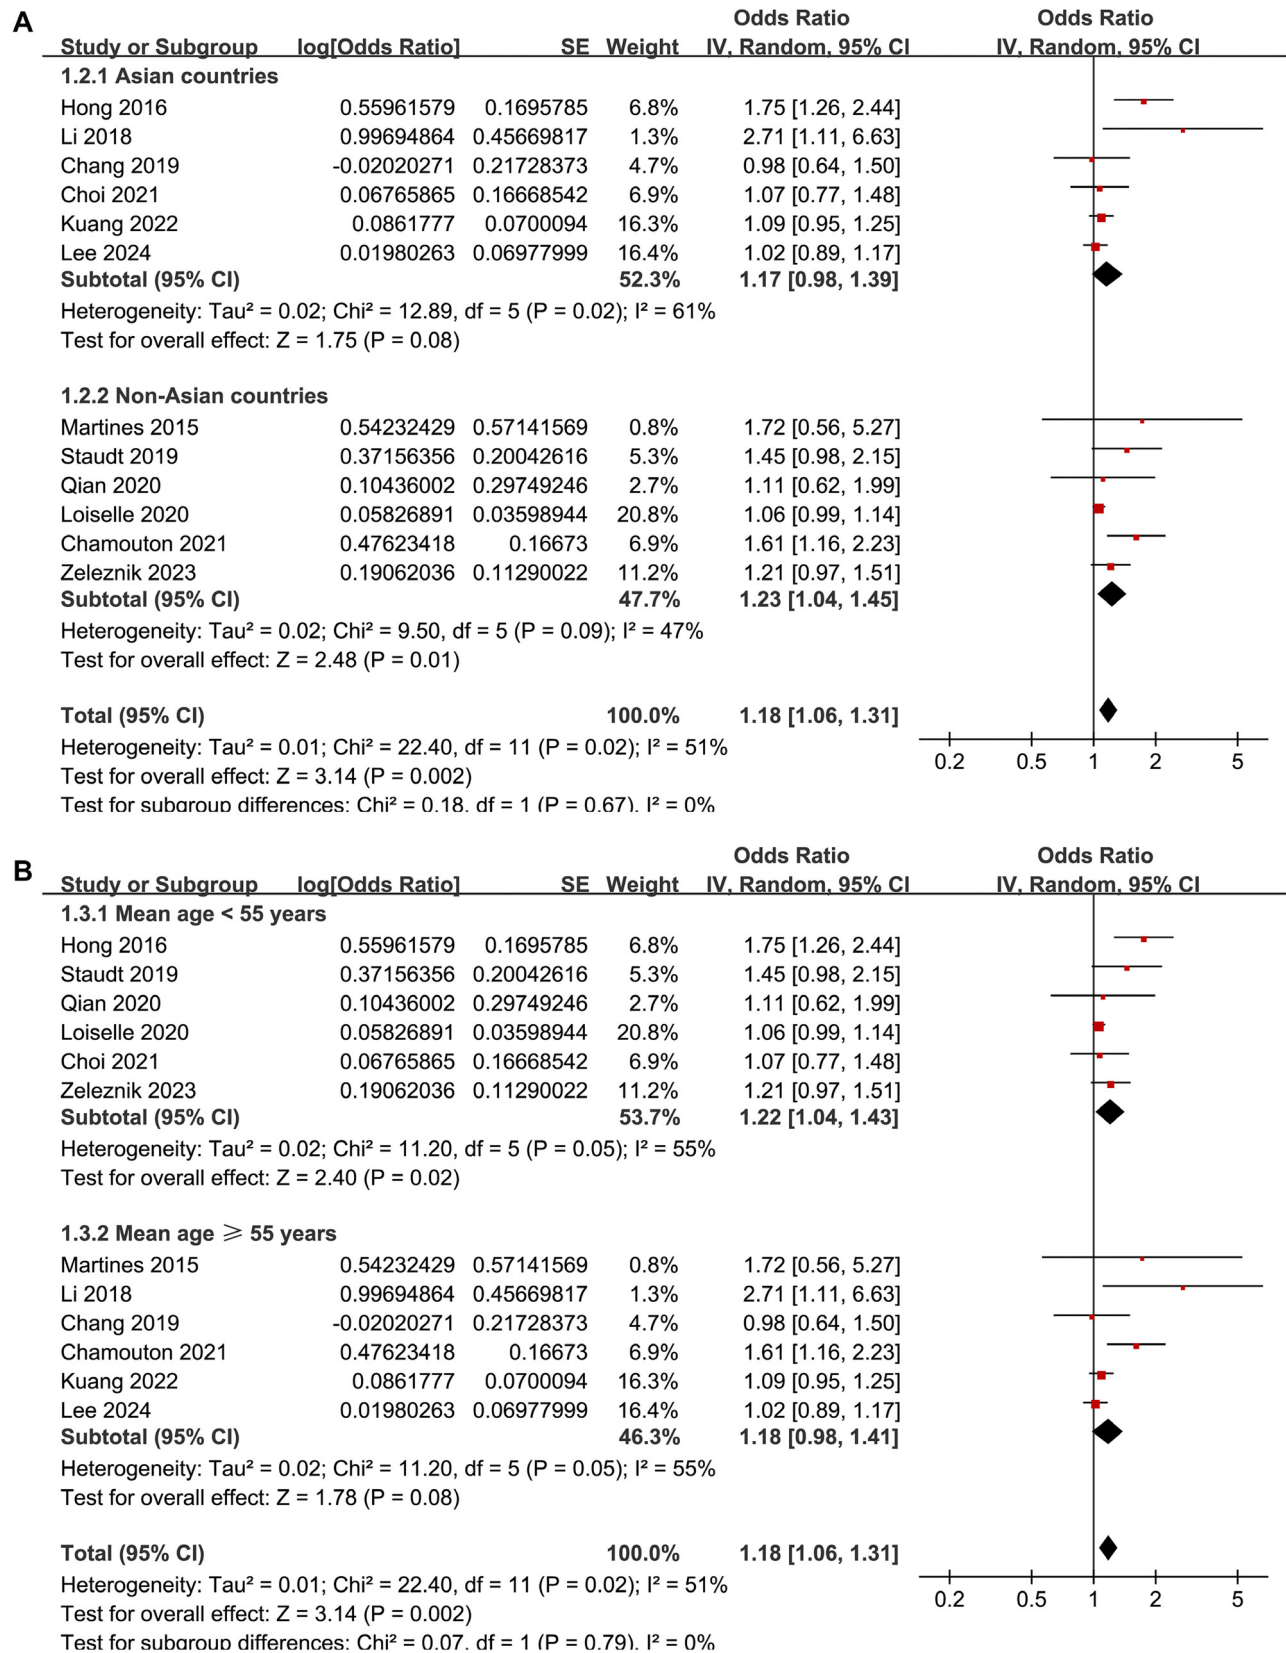 A
Odds Ratio Odds Ratio
Study or Subgroup log[Odds Ratio] SE Weight IV, Random, 95% CI IV, Random, 95% CI
1.2.1 Asian countries
Hong 2016 0.55961579 0.1695785 6.8% 1.75 [1.26, 2.44]
Li 2018 0.99694864 0.45669817 1.3% 2.71 [1.11, 6.63]
Chang 2019 -0.02020271 0.21728373 4.7% 0.98 [0.64, 1.50]
Choi 2021 0.06765865 0.16668542 6.9% 1.07 [0.77, 1.48]
Kuang 2022 0.0861777 0.0700094 16.3% 1.09 [0.95, 1.25]
Lee 2024 0.01980263 0.06977999 16.4% 1.02 [0.89, 1.17]
Subtotal (95% CI) 52.3% 1.17 [0.98, 1.39]
Heterogeneity: Tau² = 0.02; Chi² = 12.89, df = 5 (P = 0.02); I² = 61%
Test for overall effect: Z = 1.75 (P = 0.08)
1.2.2 Non-Asian countries
Martines 2015 0.54232429 0.57141569 0.8% 1.72 [0.56, 5.27]
Staudt 2019 0.37156356 0.20042616 5.3% 1.45 [0.98, 2.15]
Qian 2020 0.10436002 0.29749246 2.7% 1.11 [0.62, 1.99]
Loiselle 2020 0.05826891 0.03598944 20.8% 1.06 [0.99, 1.14]
Chamouton 2021 0.47623418 0.16673 6.9% 1.61 [1.16, 2.23]
Zeleznik 2023 0.19062036 0.11290022 11.2% 1.21 [0.97, 1.51]
Subtotal (95% CI) 47.7% 1.23 [1.04, 1.45]
Heterogeneity: Tau² = 0.02; Chi² = 9.50, df = 5 (P = 0.09); I² = 47%
Test for overall effect: Z = 2.48 (P = 0.01)
Total (95% CI) 100.0% 1.18 [1.06, 1.31]
Heterogeneity: Tau² = 0.01; Chi² = 22.40, df = 11 (P = 0.02); I² = 51%
Test for overall effect: Z = 3.14 (P = 0.002)
Test for subgroup differences: Chi² = 0.18, df = 1 (P = 0.67), I² = 0%
0.2 0.5 1 2 5
B
Odds Ratio Odds Ratio
Study or Subgroup log[Odds Ratio] SE Weight IV, Random, 95% CI IV, Random, 95% CI
1.3.1 Mean age < 55 years
Hong 2016 0.55961579 0.1695785 6.8% 1.75 [1.26, 2.44]
Staudt 2019 0.37156356 0.20042616 5.3% 1.45 [0.98, 2.15]
Qian 2020 0.10436002 0.29749246 2.7% 1.11 [0.62, 1.99]
Loiselle 2020 0.05826891 0.03598944 20.8% 1.06 [0.99, 1.14]
Choi 2021 0.06765865 0.16668542 6.9% 1.07 [0.77, 1.48]
Zeleznik 2023 0.19062036 0.11290022 11.2% 1.21 [0.97, 1.51]
Subtotal (95% CI) 53.7% 1.22 [1.04, 1.43]
Heterogeneity: Tau² = 0.02; Chi² = 11.20, df = 5 (P = 0.05); I² = 55%
Test for overall effect: Z = 2.40 (P = 0.02)
1.3.2 Mean age ⩾ 55 years
Martines 2015 0.54232429 0.57141569 0.8% 1.72 [0.56, 5.27]
Li 2018 0.99694864 0.45669817 1.3% 2.71 [1.11, 6.63]
Chang 2019 -0.02020271 0.21728373 4.7% 0.98 [0.64, 1.50]
Chamouton 2021 0.47623418 0.16673 6.9% 1.61 [1.16, 2.23]
Kuang 2022 0.0861777 0.0700094 16.3% 1.09 [0.95, 1.25]
Lee 2024 0.01980263 0.06977999 16.4% 1.02 [0.89, 1.17]
Subtotal (95% CI) 46.3% 1.18 [0.98, 1.41]
Heterogeneity: Tau² = 0.02; Chi² = 11.20, df = 5 (P = 0.05); I² = 55%
Test for overall effect: Z = 1.78 (P = 0.08)
Total (95% CI) 100.0% 1.18 [1.06, 1.31]
Heterogeneity: Tau² = 0.01; Chi² = 22.40, df = 11 (P = 0.02); I² = 51%
Test for overall effect: Z = 3.14 (P = 0.002)
Test for subgroup differences: Chi² = 0.07, df = 1 (P = 0.79), I² = 0%
0.2 0.5 1 2 5